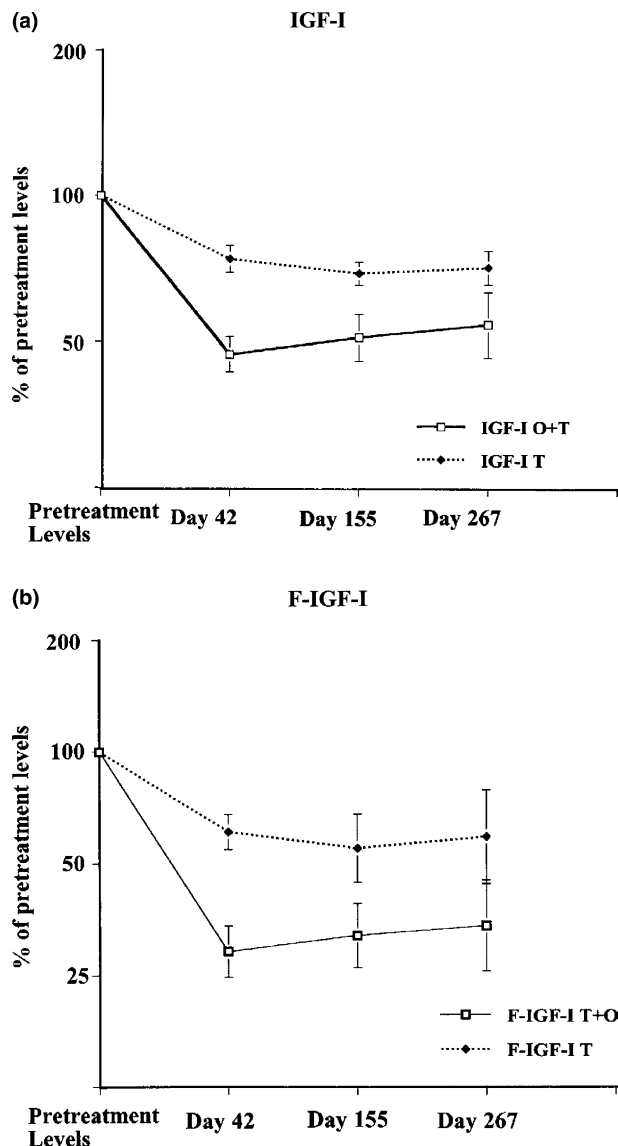 (a)
IGF-I
200
100
50
% of pretreatment levels
IGF-I O+T
IGF-I T
Pretreatment Levels
Day 42
Day 155
Day 267
(b)
F-IGF-I
200
100
50
25
% of pretreatment levels
F-IGF-I T+O
F-IGF-I T
Pretreatment Levels
Day 42
Day 155
Day 267